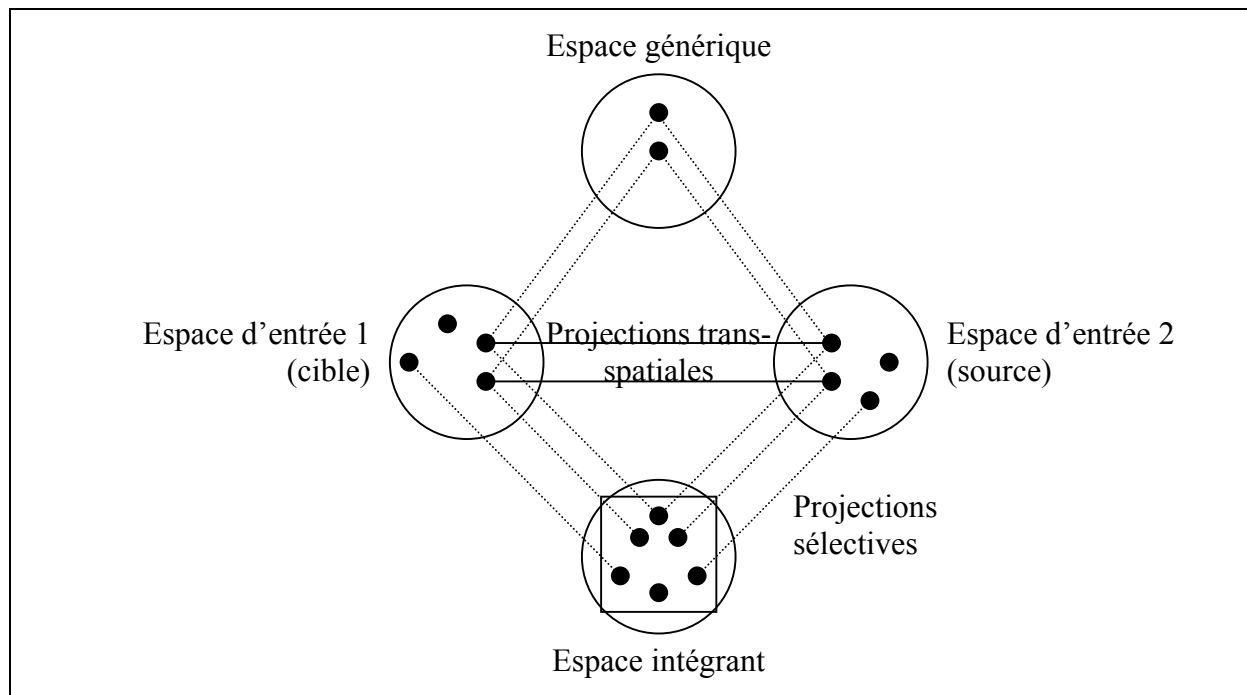 Espace générique
Espace d’entrée 1
(cible)
Projections trans-
spatiales
Espace d’entrée 2
(source)
Projections
sélectives
Espace intégrant